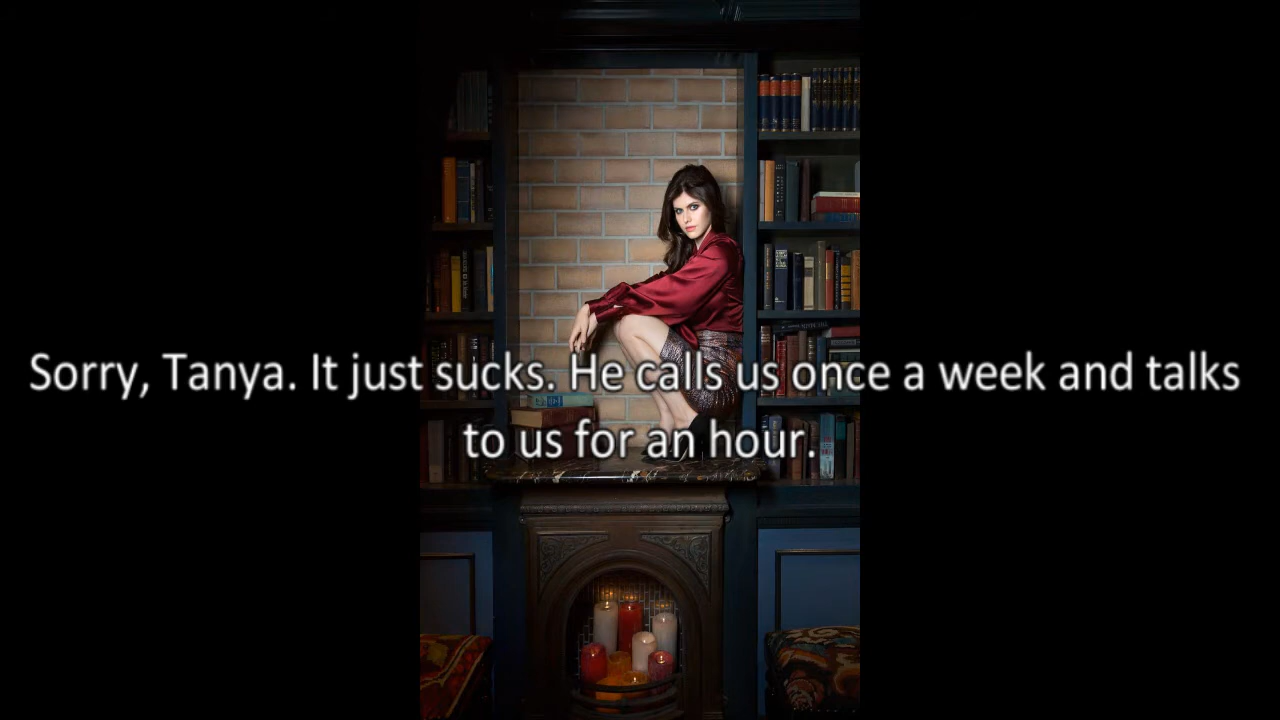 Sorry, Tanya. It just sucks. He calls us once a week and talks
to us for an hour.